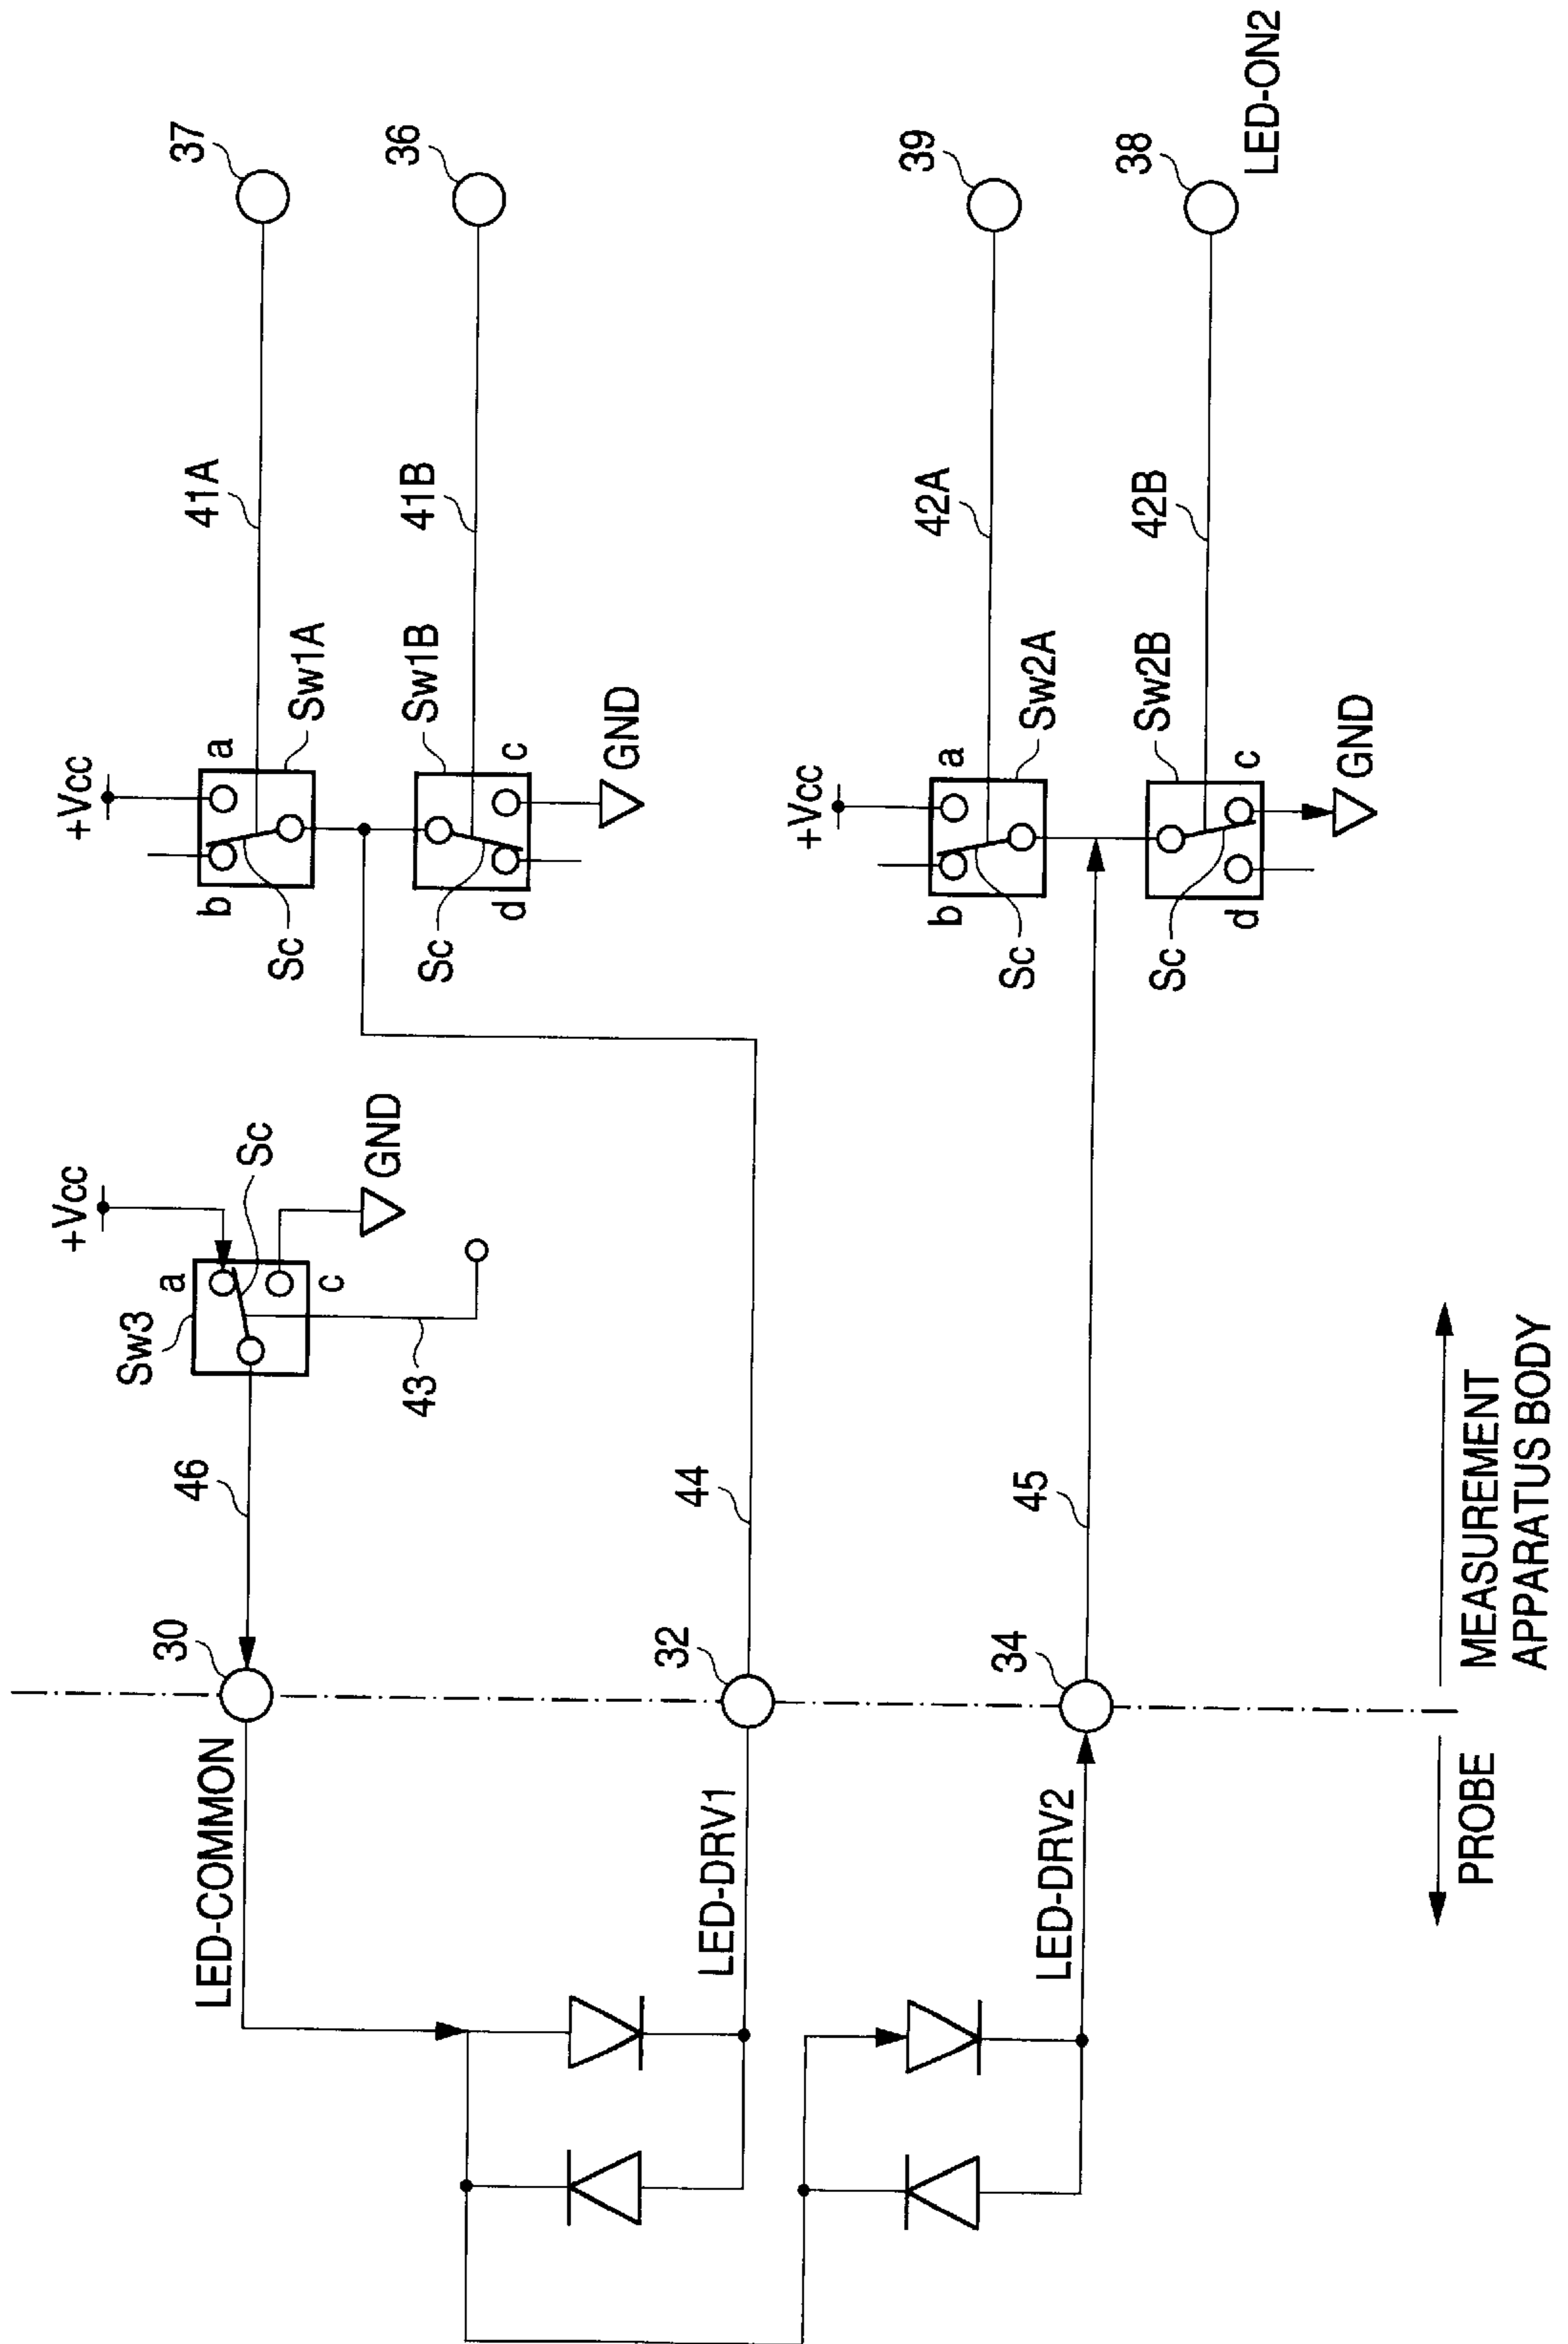 +Vcc
+Vcc
Sw3
a
30
46
37
41A
LED-COMMON
b
a
Sc
Sc
Sw1A
c
GND
36
43
Sc
Sw1B
41B
d
c
GND
32
44
LED-DRV1
+Vcc
39
42A
b
a
34
45
Sc
Sw2A
LED-DRV2
Sc
Sw2B
42B
38
d
c
LED-ON2
GND
PROBE
MEASUREMENT
APPARATUS BODY